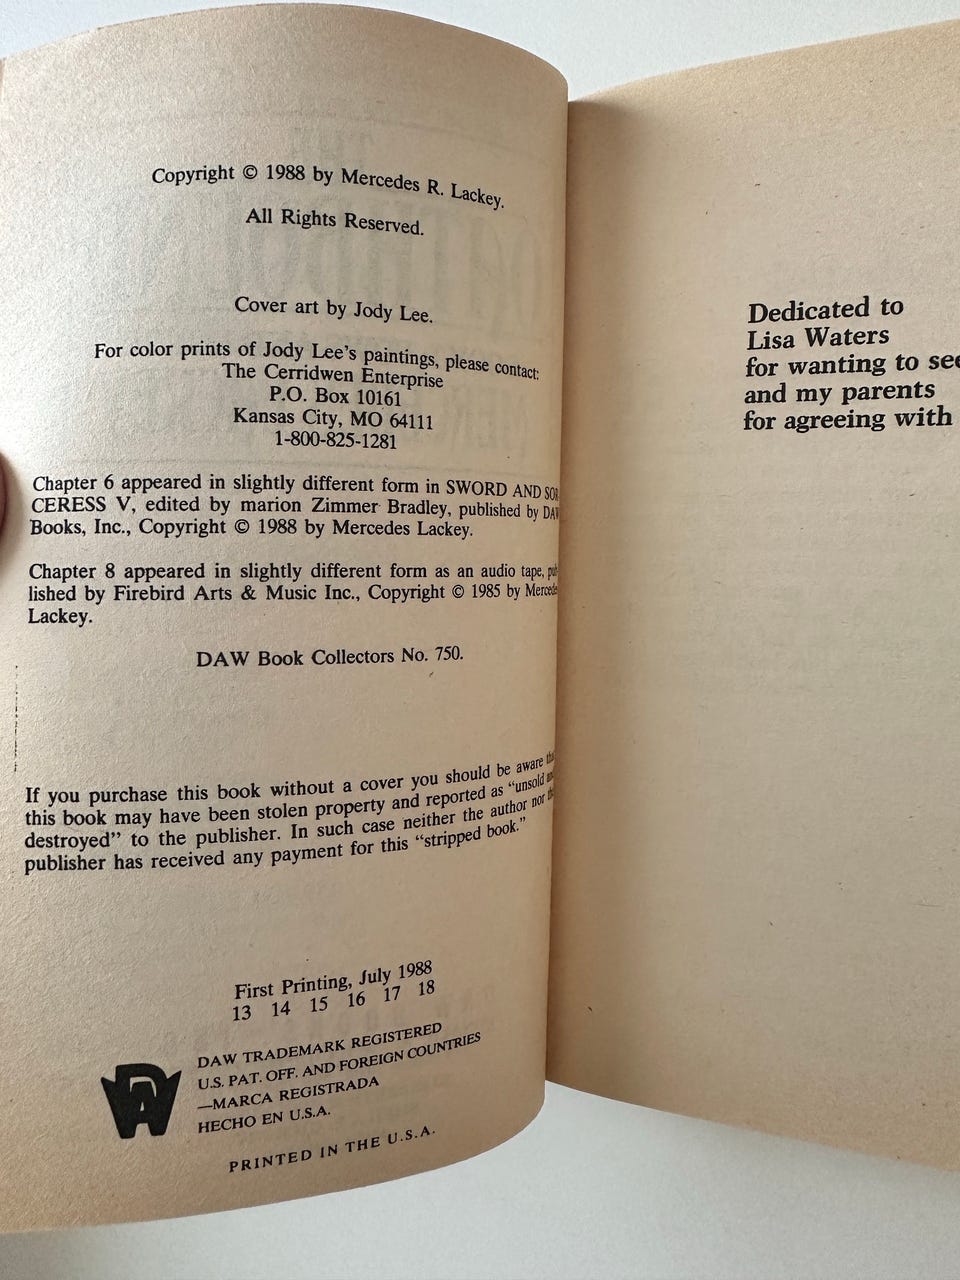 Copyright © 1988 by Mercedes R. Lackey.
All Rights Reserved.
Cover art by Jody Lee.
For color prints of Jody Lee's paintings, please contact:
The Cerridwen Enterprise
P.O. Box 10161
Kansas City, MO 64111
1-800-825-1281
Chapter 6 appeared in slightly different form in SWORD AND SOR-
CERESS V, edited by marion Zimmer Bradley, published by DAW
Books, Inc., Copyright © 1988 by Mercedes Lackey.
Chapter 8 appeared in slightly different form as an audio tape, pub-
lished by Firebird Arts & Music Inc., Copyright © 1985 by Mercedes
Lackey.
DAW Book Collectors No. 750.
If you purchase this book without a cover you should be aware that
this book may have been stolen property and reported as "unsold and
destroyed" to the publisher. In such case neither the author nor the
publisher has received any payment for this "stripped book."
First Printing, July 1988
13 14 15 16 17 18
DAW TRADEMARK REGISTERED
U.S. PAT. OFF. AND FOREIGN COUNTRIES
—MARCA REGISTRADA
HECHO EN U.S.A.
PRINTED IN THE U.S.A.
DAW
Dedicated to
Lisa Waters
for wanting to see
and my parents
for agreeing with